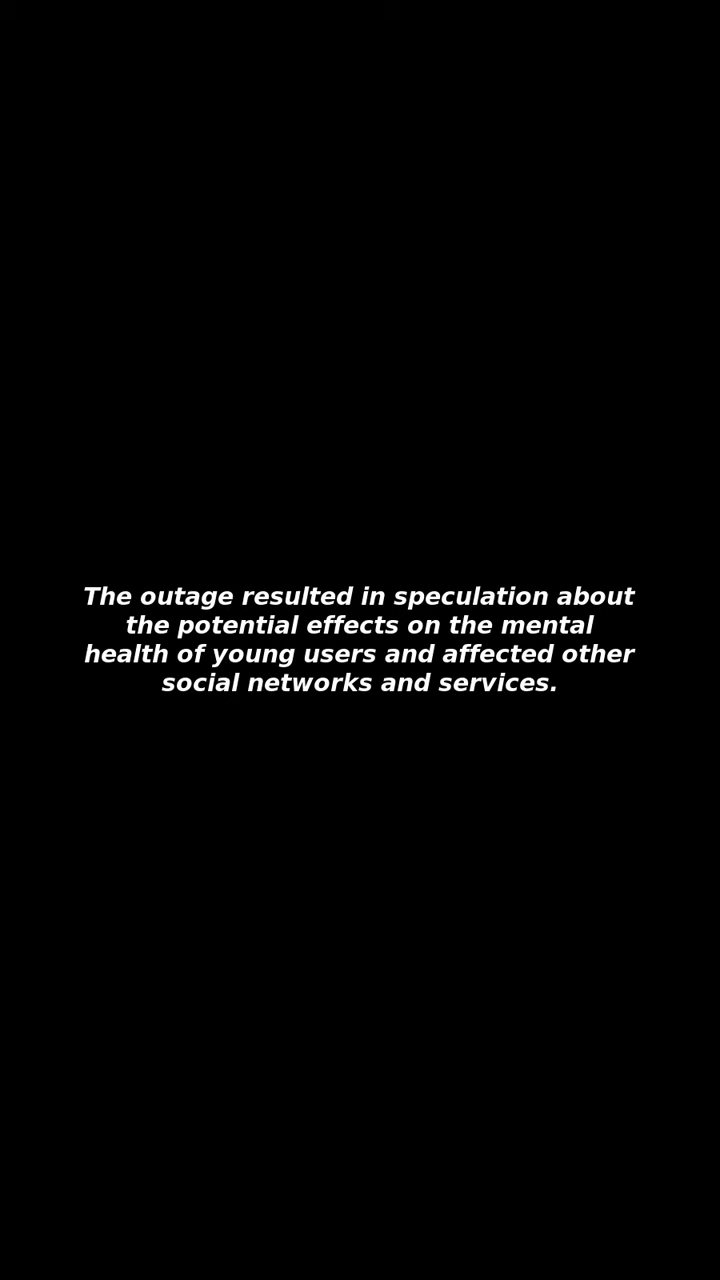 The outage resulted in speculation about
the potential effects on the mental
health of young users and affected other
social networks and services.